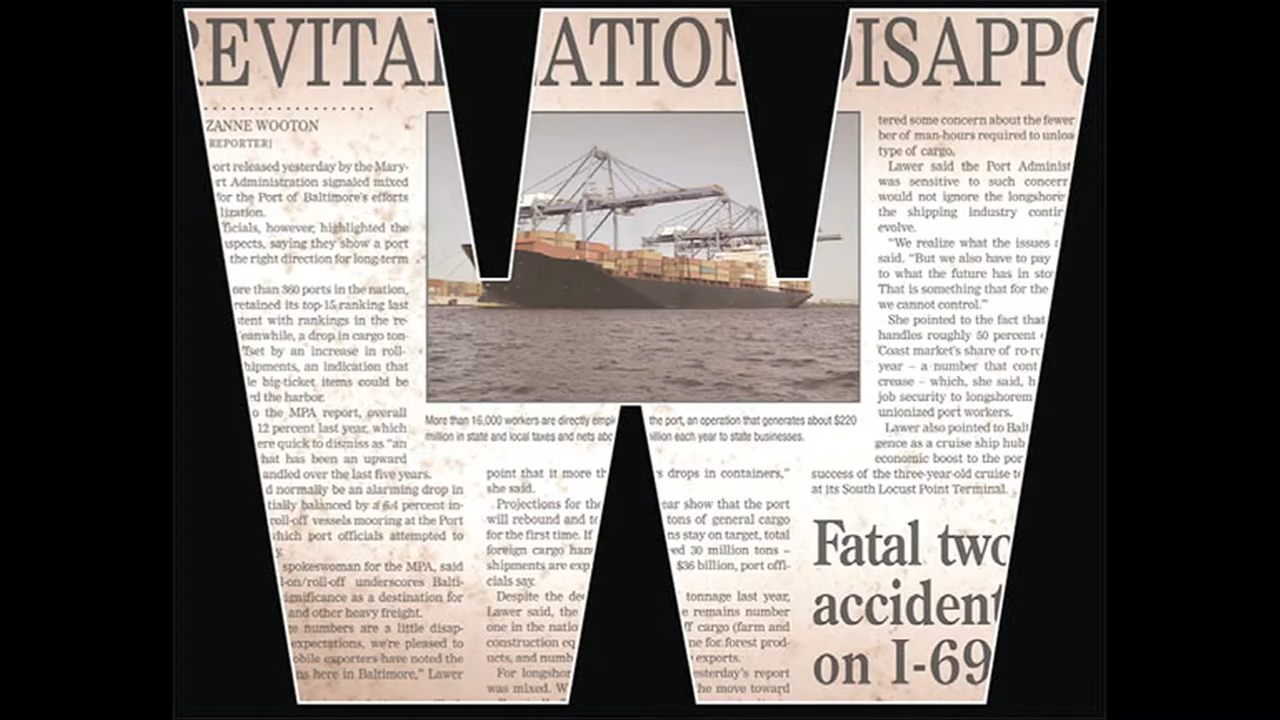 REVITAL ATION DISAPPO
ZANNE WOOTON
REPORTER]
ort released yesterday by the Mary-
rt Administration signaled mixed
for the Port of Baltimore's efforts
lization.
ficials, however, highlighted the
aspects, saying they show a port
the right direction for long-term
ore than 360 ports in the nation,
retained its top-15 ranking last
stent with rankings in the re-
eanwhile, a drop in cargo ton-
fset by an increase in roll-
hipments, an indication that
le big-ticket items could be
rd the harbor.
o the MPA report, overall
12 percent last year, which
ere quick to dismiss as "an
hat has been an upward
andled over the last five years.
d normally be an alarming drop in
tially balanced by a 6.4 percent in-
roll-off vessels mooring at the Port
hich port officials attempted to
y.
spokeswoman for the MPA, said
l-on/roll-off underscores Balti-
ignificance as a destination for
and other heavy freight.
e numbers are a little disap-
expectations, we're pleased to
obile exporters have noted the
ns here in Baltimore," Lawer
More than 16,000 workers are directly empl the port, an operation that generates about $220
million in state and local taxes and nets abo illion each year to state businesses.
point that it more th
she said.
Projections for the
will rebound and to
for the first time. If
foreign cargo han
shipments are exp
cials say.
Despite the de
Lawer said, the
one in the natio
construction eq
ucts, and numb
For longshor
was mixed. W
s drops in containers,"
ear show that the port
tons of general cargo
ns stay on target, total
ed 30 million tons –
$36 billion, port offi-
tonnage last year,
e remains number
ff cargo (farm and
ne for forest prod-
exports.
esterday's report
he move toward
tered some concern about the fewer
ber of man-hours required to unloa
type of cargo.
Lawer said the Port Administ
was sensitive to such concern
would not ignore the longshore
the shipping industry contin
evolve.
"We realize what the issues a
said. "But we also have to pay
to what the future has in sto
That is something that for the
we cannot control."
She pointed to the fact that
handles roughly 50 percent
Coast market's share of ro-ro
year – a number that cont
crease – which, she said, h
job security to longshorem
unionized port workers.
Lawer also pointed to Balt
gence as a cruise ship hub
economic boost to the por
success of the three-year-old cruise te
at its South Locust Point Terminal.
Fatal two
accident
on I-69